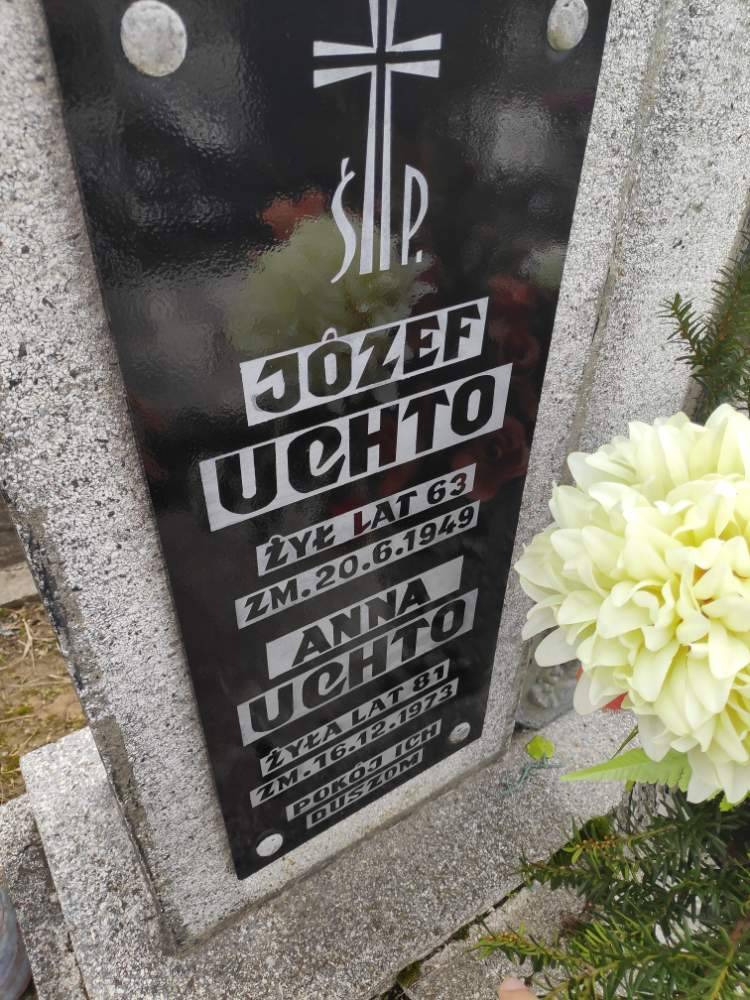 Ś P.
JÓZEF
UCHTO
ŻYŁ LAT 63
ZM. 20.6.1949
ANNA
UCHTO
ŻYŁA LAT 81
ZM. 16.12.1973
POKÓJ ICH
DUSZOM